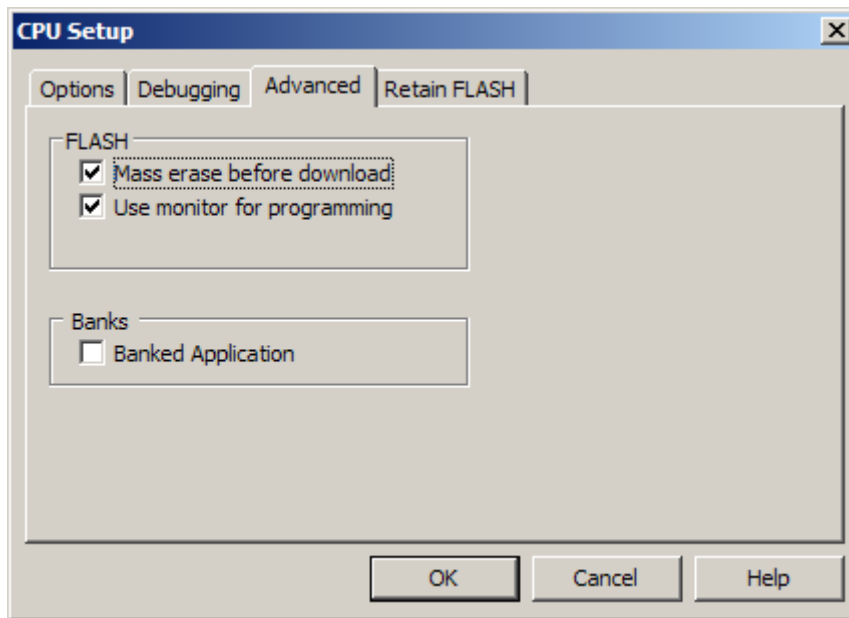 CPU Setup
Options Debugging Advanced Retain FLASH
FLASH
Mass erase before download
Use monitor for programming
Banks
Banked Application
OK Cancel Help